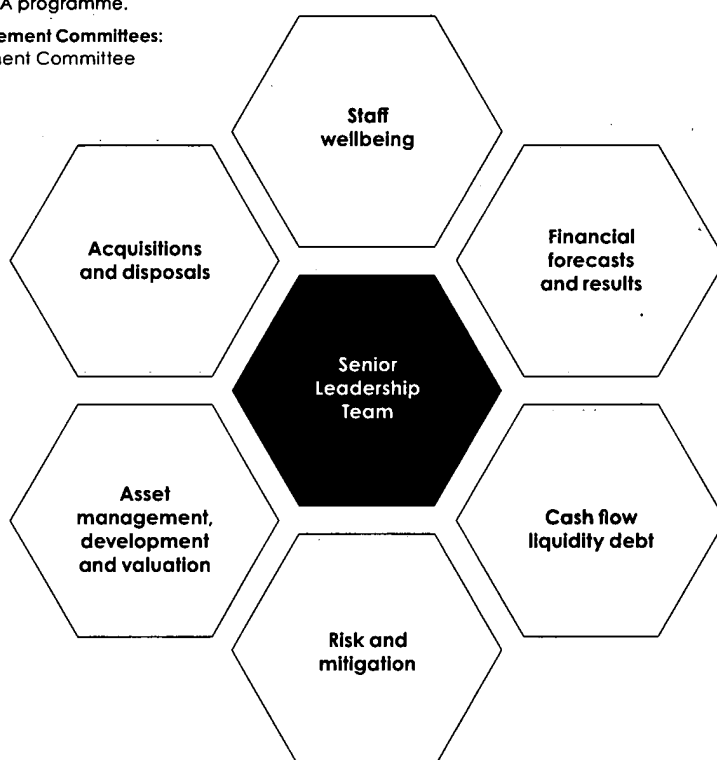 A programme.
ement Committees:
ent Committee
Staff
wellbeing
Acquisitions
and disposals
Financial
forecasts
and results
Senior
Leadership
Team
Asset
management,
development
and valuation
Cash flow
liquidity debt
Risk and
mitigation